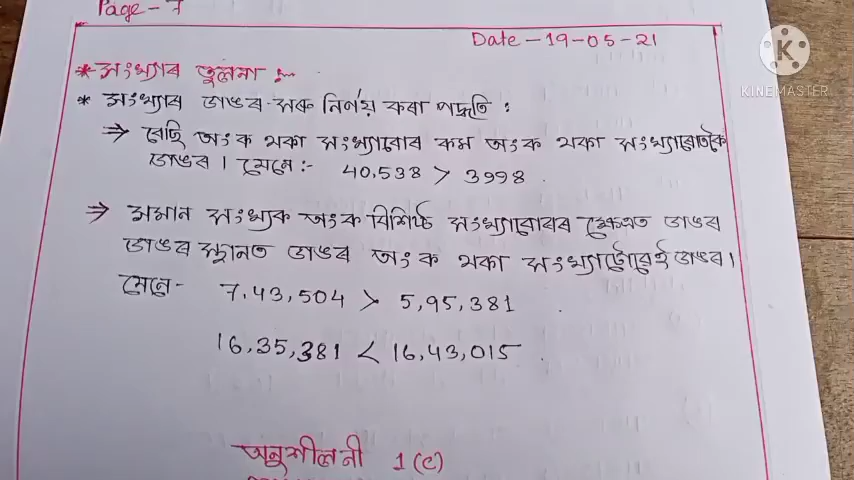 Page - 7
Date - 19-05-21
K
KINEMASTER
* সংখ্যাৰ তুলনা :-
* সংখ্যাৰ ডাঙৰ-সৰু নিৰ্ণয় কৰা পদ্ধতি :
⇒ বেছি অংক থকা সংখ্যাবোৰ কম অংক থকা সংখ্যাবোতকৈ
ডাঙৰ। যেনে :- 40,538 > 3998 .
⇒ সমান সংখ্যক অংক বিশিষ্ট সংখ্যাবোৰৰ ক্ষেত্ৰত ডাঙৰ
ডাঙৰ স্থানত ডাঙৰ অংক থকা সংখ্যাটোৱেই ডাঙৰ।
যেনে- 7,43,504 > 5,95,381 .
16,35,381 < 16,43,015 .
অনুশীলনী 1(c)